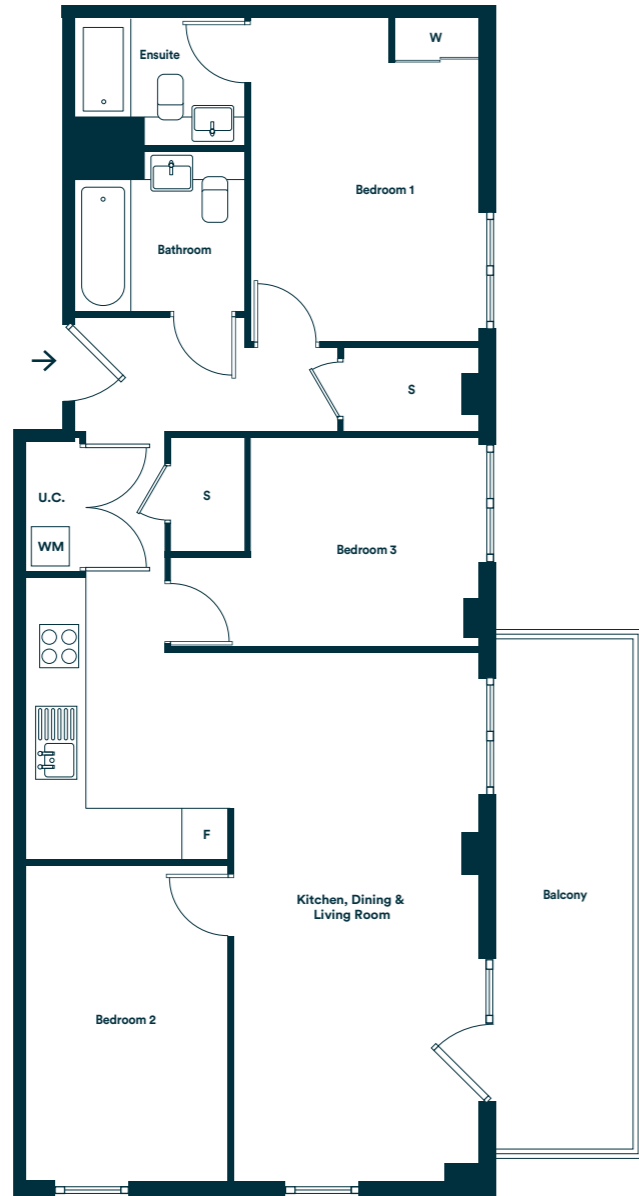 Ensuite
W
Bedroom 1
Bathroom
S
U.C.
S
WM
Bedroom 3
F
Kitchen, Dining &
Living Room
Balcony
Bedroom 2